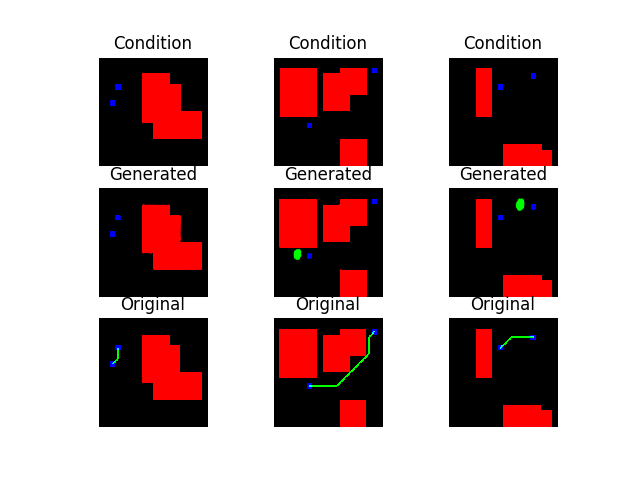 Condition
Condition
Condition
Generated
Generated
Generated
Original
Original
Original